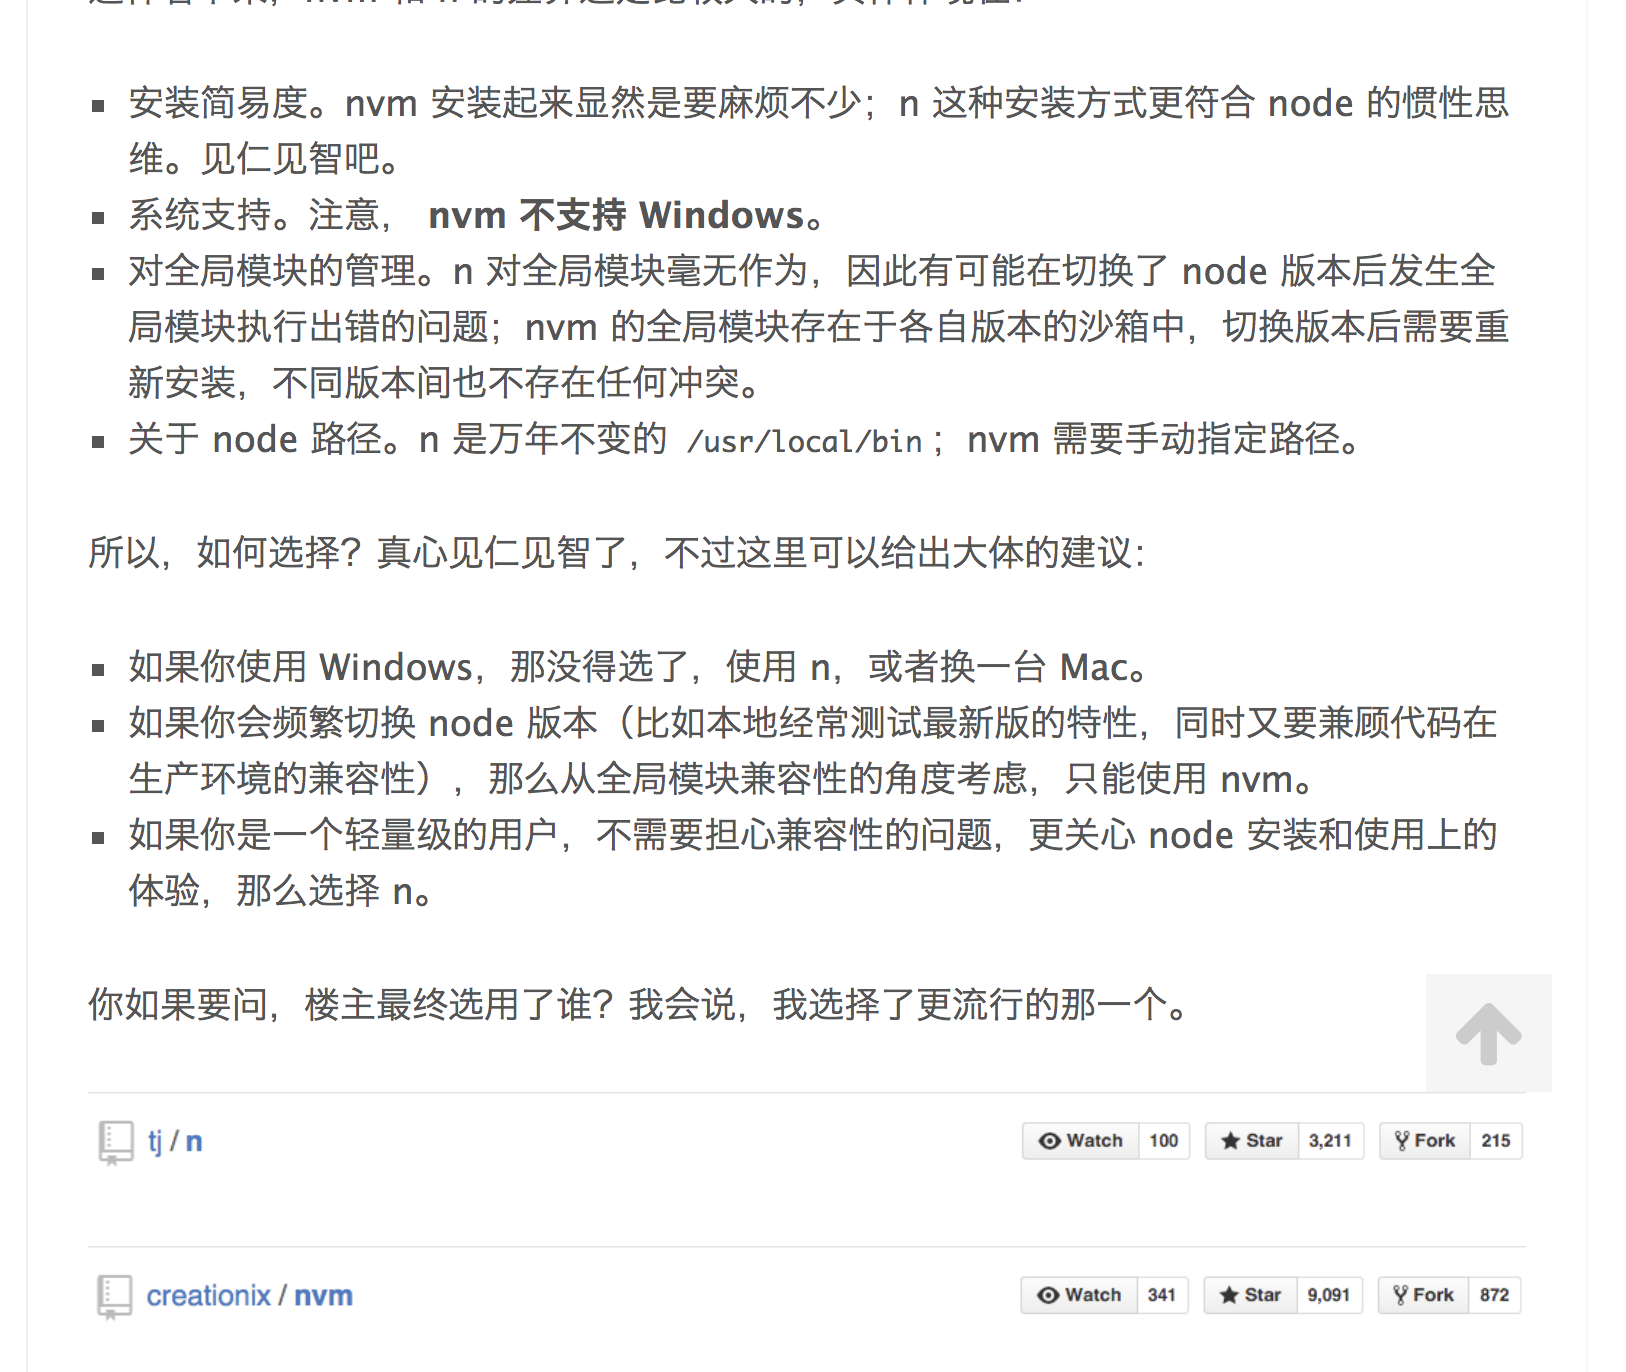 安装简易度。nvm 安装起来显然是要麻烦不少；n 这种安装方式更符合 node 的惯性思
维。见仁见智吧。
系统支持。注意， nvm 不支持 Windows。
对全局模块的管理。n 对全局模块毫无作为，因此有可能在切换了 node 版本后发生全
局模块执行出错的问题；nvm 的全局模块存在于各自版本的沙箱中，切换版本后需要重
新安装，不同版本间也不存在任何冲突。
关于 node 路径。n 是万年不变的 /usr/local/bin；nvm 需要手动指定路径。
所以，如何选择？真心见仁见智了，不过这里可以给出大体的建议：
如果你使用 Windows，那没得选了，使用 n，或者换一台 Mac。
如果你会频繁切换 node 版本（比如本地经常测试最新版的特性，同时又要兼顾代码在
生产环境的兼容性），那么从全局模块兼容性的角度考虑，只能使用 nvm。
如果你是一个轻量级的用户，不需要担心兼容性的问题，更关心 node 安装和使用上的
体验，那么选择 n。
你如果要问，楼主最终选用了谁？我会说，我选择了更流行的那一个。
tj / n Watch 100 Star 3,211 Fork 215
creationix / nvm Watch 341 Star 9,091 Fork 872